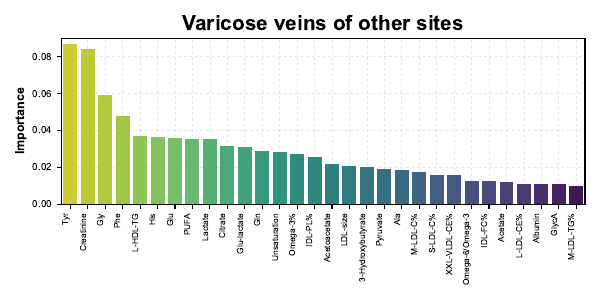 Varicose veins of other sites
Importance
0.08
0.06
0.04
0.02
0.00
Tyr
Creatinine
Gly
Phe
L-HDL-TG
His
Glu
PUFA
Lactate
Citrate
Glu-lactate
Gln
Unsaturation
Omega-3%
IDL-PL%
Acetoacetate
LDL-size
3-Hydroxybutyrate
Pyruvate
Ala
M-LDL-C%
S-LDL-C%
XXL-VLDL-CE%
Omega-6/Omega-3
IDL-FC%
Acetate
L-LDL-CE%
Albumin
GlycA
M-LDL-TG%